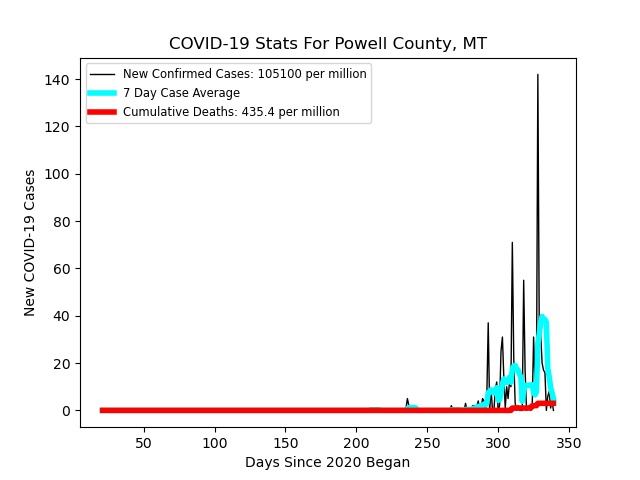 COVID-19 Stats For Powell County, MT
New Confirmed Cases: 105100 per million
7 Day Case Average
Cumulative Deaths: 435.4 per million
New COVID-19 Cases
140
120
100
80
60
40
20
0
50 100 150 200 250 300 350
Days Since 2020 Began